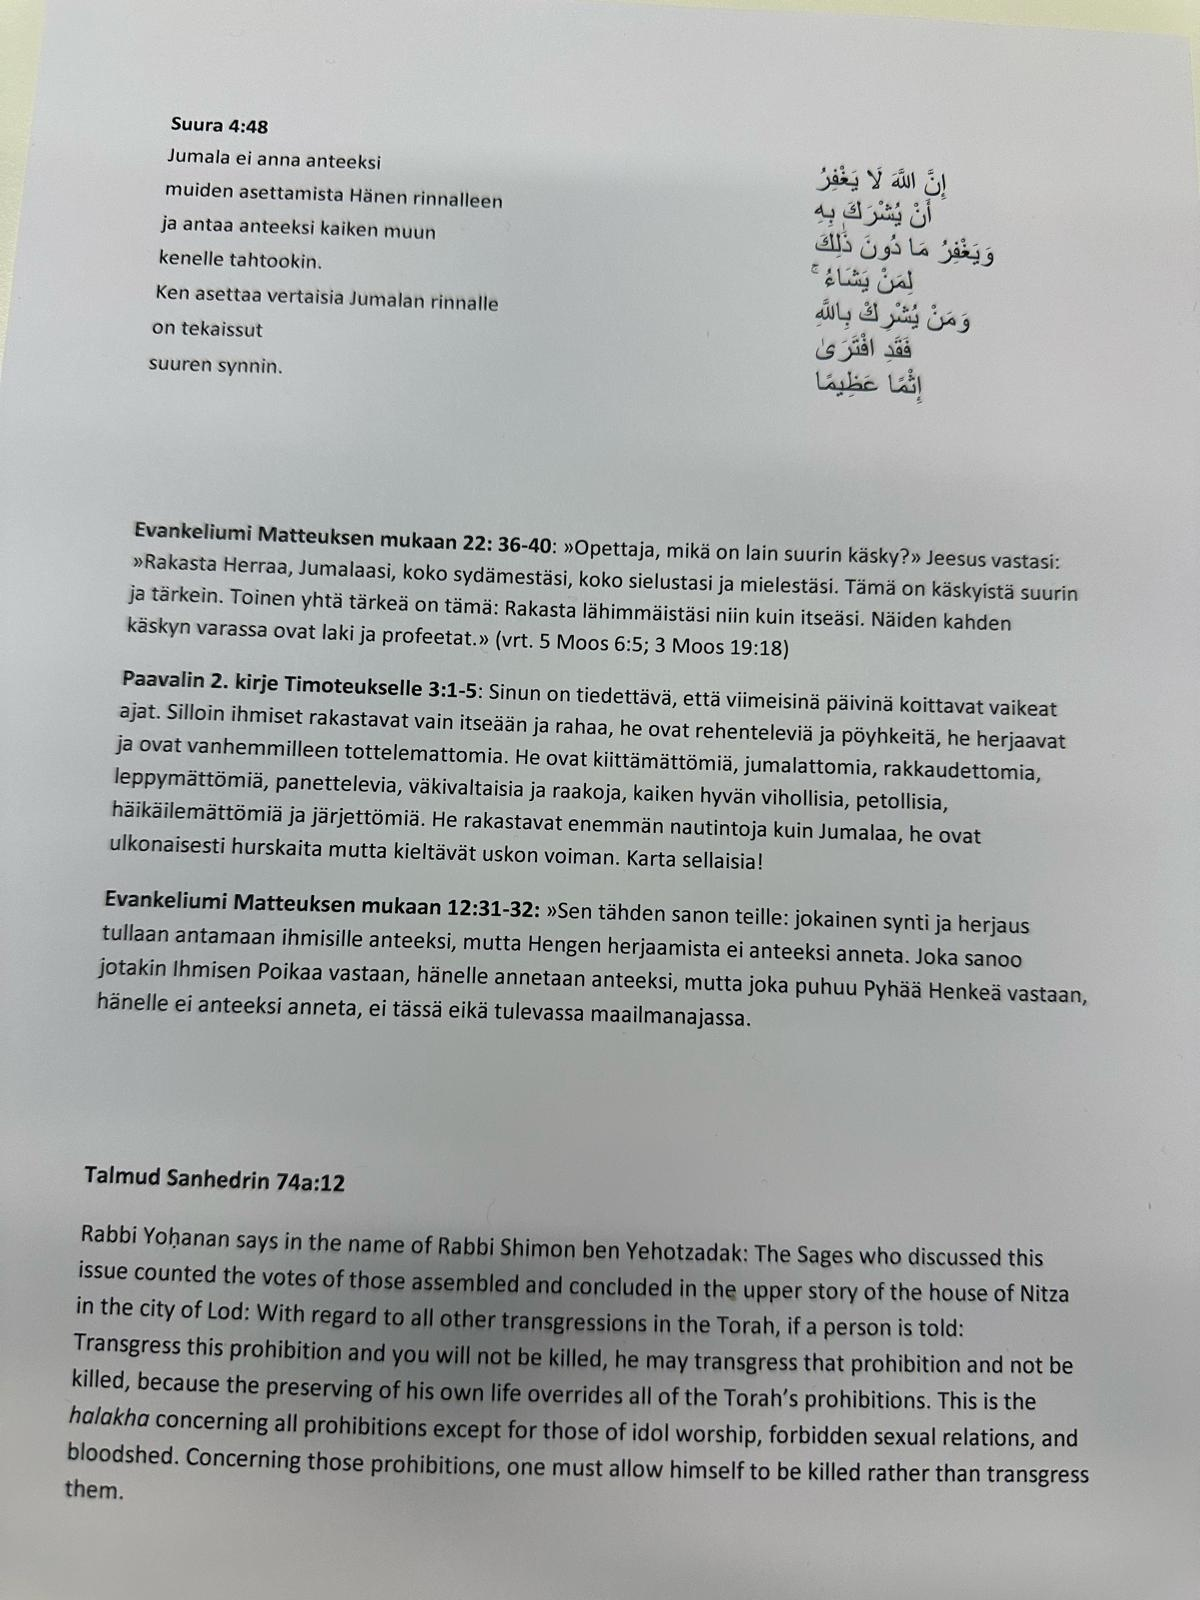 Suura 4:48
Jumala ei anna anteeksi
muiden asettamista Hänen rinnalleen
ja antaa anteeksi kaiken muun
kenelle tahtookin.
Ken asettaa vertaisia Jumalan rinnalle
on tekaissut
suuren synnin.
إِنَّ اللَّهَ لَا يَغْفِرُ
أَنْ يُشْرَكَ بِهِ
وَيَغْفِرُ مَا دُونَ ذَٰلِكَ
لِمَنْ يَشَاءُ ۚ
وَمَنْ يُشْرِكْ بِاللَّهِ
فَقَدِ افْتَرَىٰ
إِثْمًا عَظِيمًا
Evankeliumi Matteuksen mukaan 22: 36-40: »Opettaja, mikä on lain suurin käsky?» Jeesus vastasi:
»Rakasta Herraa, Jumalaasi, koko sydämestäsi, koko sielustasi ja mielestäsi. Tämä on käskyistä suurin
ja tärkein. Toinen yhtä tärkeä on tämä: Rakasta lähimmäistäsi niin kuin itseäsi. Näiden kahden
käskyn varassa ovat laki ja profeetat.» (vrt. 5 Moos 6:5; 3 Moos 19:18)
Paavalin 2. kirje Timoteukselle 3:1-5: Sinun on tiedettävä, että viimeisinä päivinä koittavat vaikeat
ajat. Silloin ihmiset rakastavat vain itseään ja rahaa, he ovat rehenteleviä ja pöyhkeitä, he herjaavat
ja ovat vanhemmilleen tottelemattomia. He ovat kiittämättömiä, jumalattomia, rakkaudettomia,
leppymättömiä, panettelevia, väkivaltaisia ja raakoja, kaiken hyvän vihollisia, petollisia,
häikäilemättömiä ja järjettömiä. He rakastavat enemmän nautintoja kuin Jumalaa, he ovat
ulkonaisesti hurskaita mutta kieltävät uskon voiman. Karta sellaisia!
Evankeliumi Matteuksen mukaan 12:31-32: »Sen tähden sanon teille: jokainen synti ja herjaus
tullaan antamaan ihmisille anteeksi, mutta Hengen herjaamista ei anteeksi anneta. Joka sanoo
jotakin Ihmisen Poikaa vastaan, hänelle annetaan anteeksi, mutta joka puhuu Pyhää Henkeä vastaan,
hänelle ei anteeksi anneta, ei tässä eikä tulevassa maailmanajassa.
Talmud Sanhedrin 74a:12
Rabbi Yoḥanan says in the name of Rabbi Shimon ben Yehotzadak: The Sages who discussed this
issue counted the votes of those assembled and concluded in the upper story of the house of Nitza
in the city of Lod: With regard to all other transgressions in the Torah, if a person is told:
Transgress this prohibition and you will not be killed, he may transgress that prohibition and not be
killed, because the preserving of his own life overrides all of the Torah's prohibitions. This is the
halakha concerning all prohibitions except for those of idol worship, forbidden sexual relations, and
bloodshed. Concerning those prohibitions, one must allow himself to be killed rather than transgress
them.